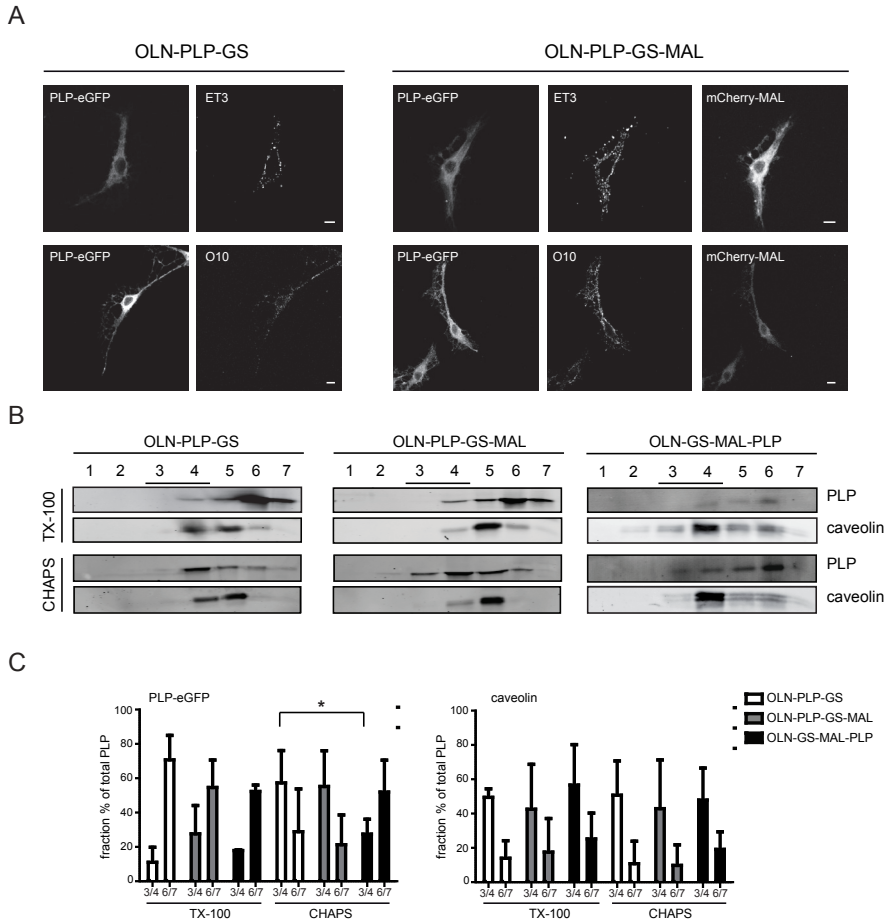 A
OLN-PLP-GS
OLN-PLP-GS-MAL
PLP-eGFP
ET3
PLP-eGFP
ET3
mCherry-MAL
PLP-eGFP
O10
PLP-eGFP
O10
mCherry-MAL
B
OLN-PLP-GS
OLN-PLP-GS-MAL
OLN-GS-MAL-PLP
1 2 3 4 5 6 7
1 2 3 4 5 6 7
1 2 3 4 5 6 7
TX-100
PLP
caveolin
CHAPS
PLP
caveolin
C
PLP-eGFP
fraction % of total PLP
100
80
60
40
20
0
*
3/4 6/7 3/4 6/7 3/4 6/7 3/4 6/7 3/4 6/7 3/4 6/7
TX-100 CHAPS
caveolin
fraction % of total PLP
100
80
60
40
20
0
3/4 6/7 3/4 6/7 3/4 6/7 3/4 6/7 3/4 6/7 3/4 6/7
TX-100 CHAPS
OLN-PLP-GS
OLN-PLP-GS-MAL
OLN-GS-MAL-PLP